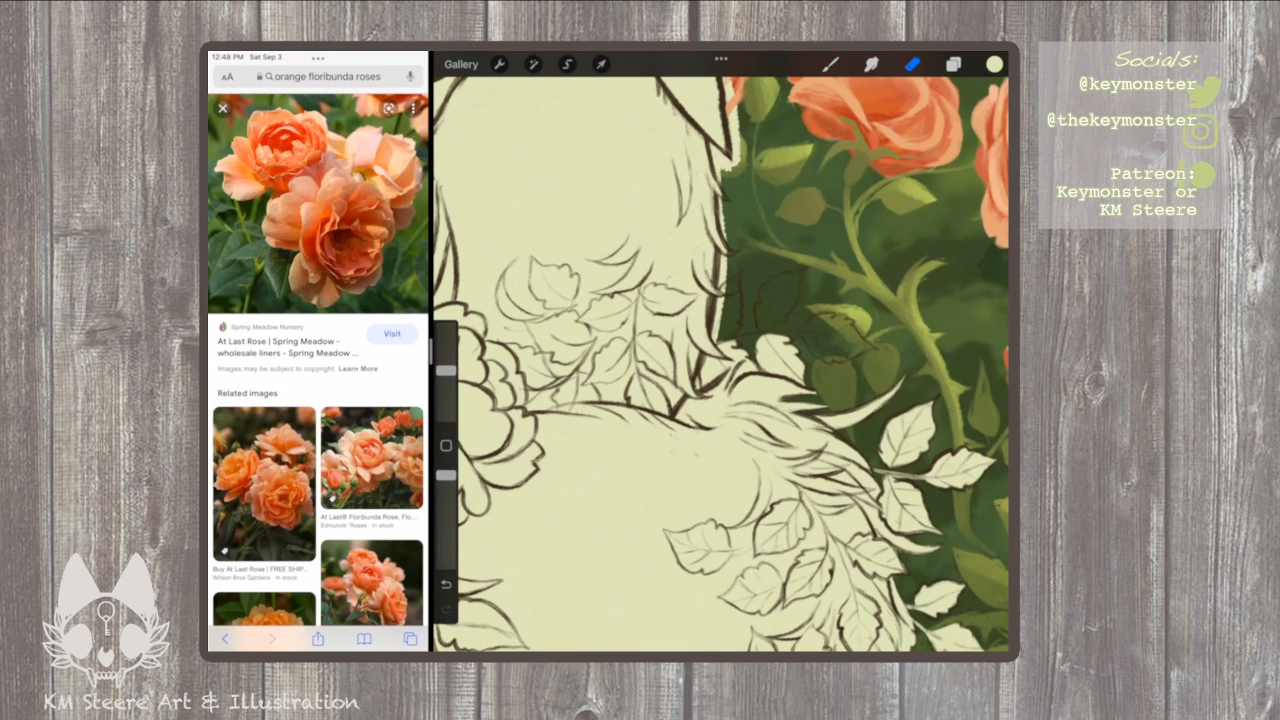 12:48 PM Sat Sep 3
AA
orange floribunda roses
Spring Meadow Nursery
Visit
At Last Rose | Spring Meadow -
wholesale liners - Spring Meadow ...
Images may be subject to copyright. Learn More
Related images
At Last® Floribunda Rose, Flo...
Edmunds' Roses · In stock
Buy At Last Rose | FREE SHIP...
Wilson Bros Gardens · In stock
Gallery
Socials:
@keymonster
@thekeymonster
Patreon:
Keymonster or
KM Steere
KM Steere Art & Illustration